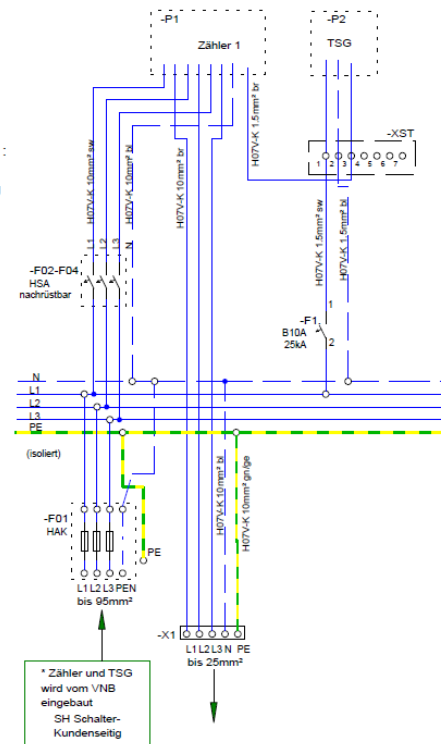 -P1
Zähler 1
-P2
TSG
:
-XST
1 2 3 4 5 6 7
H07V-K 10mm² sw
H07V-K 10mm² bl
H07V-K 10mm² br
H07V-K 1.5mm² br
H07V-K 1.5mm² sw
H07V-K 1.5mm² bl
L1 L2 L3 N
-F02-F04
HSA
nachrüstbar
-F1
B10A
25kA
1
2
N
L1
L2
L3
PE
(isoliert)
H07V-K 10mm² bl
H07V-K 10mm² gn/ge
-F01
HAK
PE
L1 L2 L3 PEN
bis 95mm²
-X1
L1 L2 L3 N PE
bis 25mm²
* Zähler und TSG
wird vom VNB
eingebaut
SH Schalter-
Kundenseitig